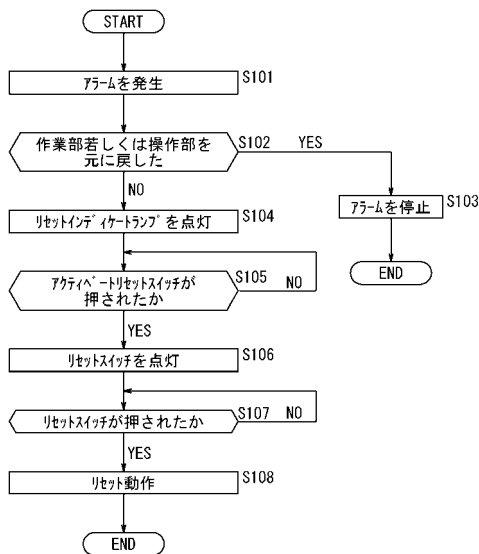 START
アラームを発生
S101
作業部若しくは操作部を
元に戻した
S102
YES
NO
アラームを停止
S103
END
リセットインディケートランプを点灯
S104
アクティベートリセットスイッチが
押されたか
S105
NO
YES
リセットスイッチを点灯
S106
リセットスイッチが押されたか
S107
NO
YES
リセット動作
S108
END